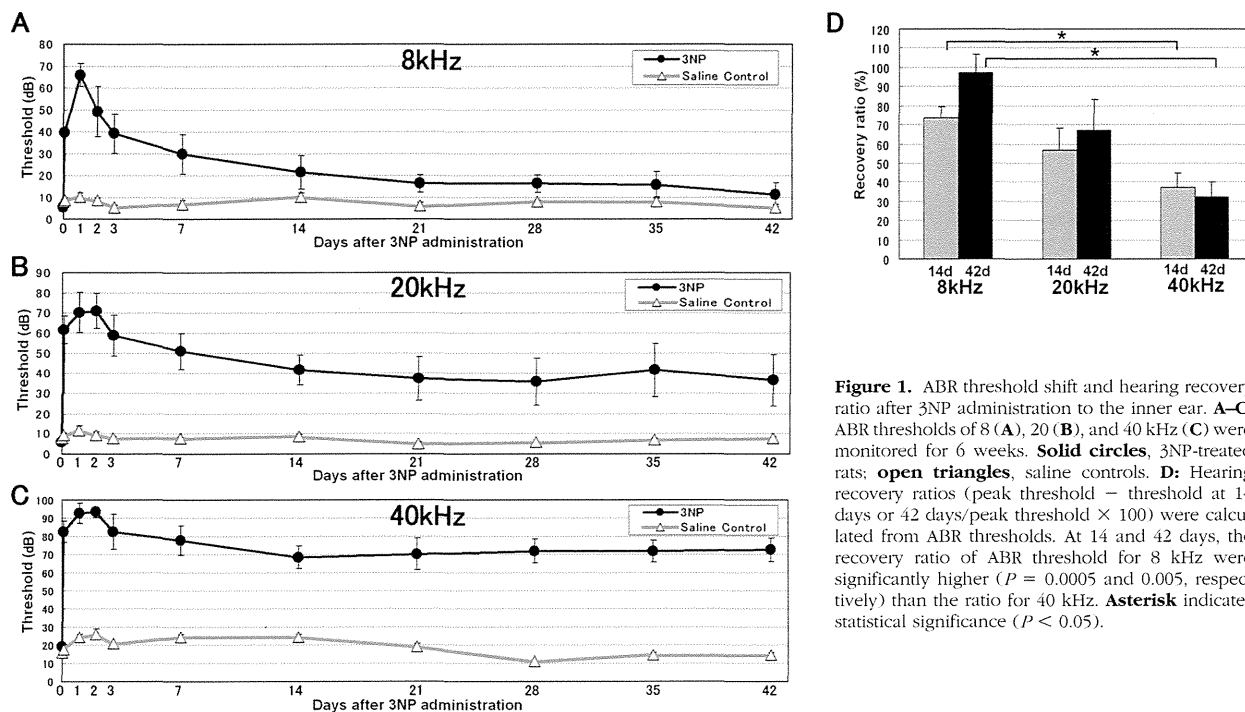 A
8kHz
3NP
Saline Control
Threshold (dB)
80
70
60
50
40
30
20
10
0
0 1 2 3 7 14 21 28 35 42
Days after 3NP administration
B
20kHz
3NP
Saline Control
Threshold (dB)
90
80
70
60
50
40
30
20
10
0
0 1 2 3 7 14 21 28 35 42
Days after 3NP administration
C
40kHz
3NP
Saline Control
Threshold (dB)
100
90
80
70
60
50
40
30
20
10
0
0 1 2 3 7 14 21 28 35 42
Days after 3NP administration
D
Recovery ratio (%)
120
110
100
90
80
70
60
50
40
30
20
10
0
*
*
14d 42d 14d 42d 14d 42d
8kHz 20kHz 40kHz
Figure 1. ABR threshold shift and hearing recover
ratio after 3NP administration to the inner ear. A–C
ABR thresholds of 8 (A), 20 (B), and 40 kHz (C) were
monitored for 6 weeks. Solid circles, 3NP-treated
rats; open triangles, saline controls. D: Hearing
recovery ratios (peak threshold − threshold at 1
days or 42 days/peak threshold × 100) were calcu
lated from ABR thresholds. At 14 and 42 days, the
recovery ratio of ABR threshold for 8 kHz were
significantly higher (P = 0.0005 and 0.005, respec
tively) than the ratio for 40 kHz. Asterisk indicate
statistical significance (P < 0.05).